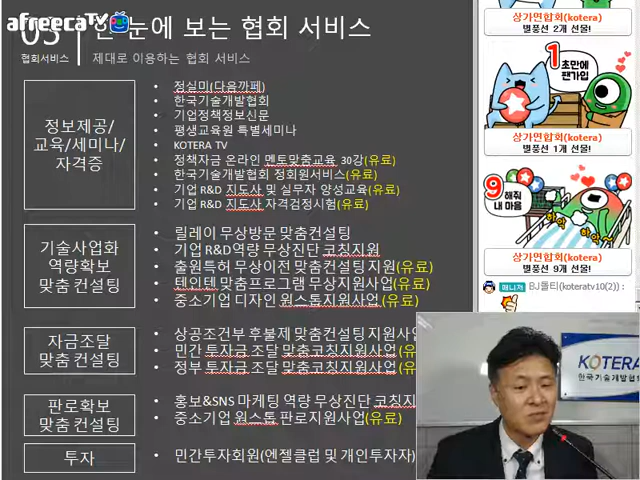 afreecaTV
05 한 눈에 보는 협회 서비스
협회서비스 제대로 이용하는 협회 서비스
정보제공/
교육/세미나/
자격증
• 정실미(다음까페)
• 한국기술개발협회
• 기업정책정보신문
• 평생교육원 특별세미나
• KOTERA TV
• 정책자금 온라인 멘토맞춤교육 30강(유료)
• 한국기술개발협회 정회원서비스(유료)
• 기업 R&D 지도사 및 실무자 양성교육(유료)
• 기업 R&D 지도사 자격검정시험(유료)
기술사업화
역량확보
맞춤 컨설팅
• 릴레이 무상방문 맞춤컨설팅
• 기업 R&D역량 무상진단 코칭지원
• 출원특허 무상이전 맞춤컨설팅지원(유료)
• 테인텐 맞춤프로그램 무상지원사업(유료)
• 중소기업 디자인 원스톱지원사업(유료)
자금조달
맞춤 컨설팅
• 상공조건부 후불제 맞춤컨설팅 지원사업
• 민간 투자금 조달 맞춤코칭지원사업(유
• 정부 투자금 조달 맞춤코칭지원사업(유
판로확보
맞춤 컨설팅
• 홍보&SNS 마케팅 역량 무상진단 코칭지
• 중소기업 원스톱 판로지원사업(유료)
투자
• 민간투자회원(엔젤클럽 및 개인투자자)
상가연합회(kotera)
별풍선 2개 선물!
1
초만에
팬가입
상가연합회(kotera)
별풍선 1개 선물!
9
해줘
내 마음
하악~
하악~
상가연합회(kotera)
별풍선 9개 선물!
매니저 BJ똘티(koteratv10(2)) :
KOTERA
한국기술개발협